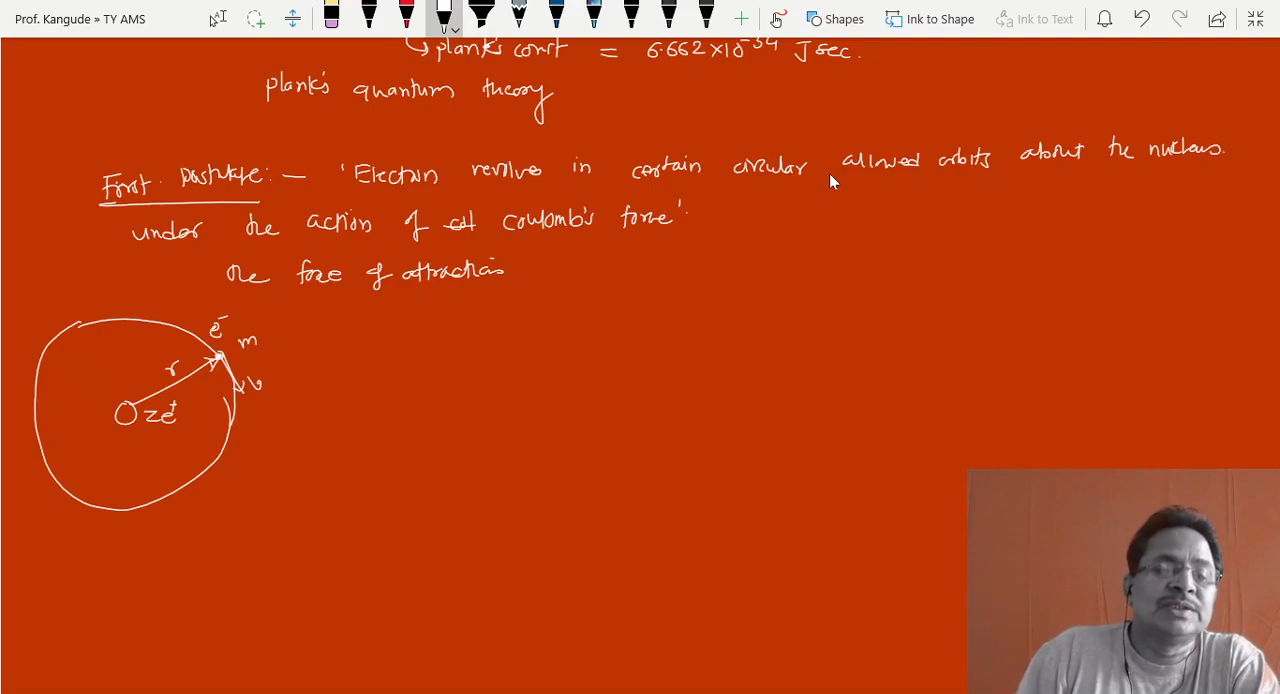 Prof. Kangude » TY AMS
Shapes
Ink to Shape
Ink to Text
↳ plank's const = 6.662×10⁻³⁴ J sec.
plank's quantum theory
First postulate:— 'Electron revolve in certain circular allowed orbits about the nucleus.
under the action of Coulomb's force'.
the force of attraction
e⁻
m
r
v
ze⁺